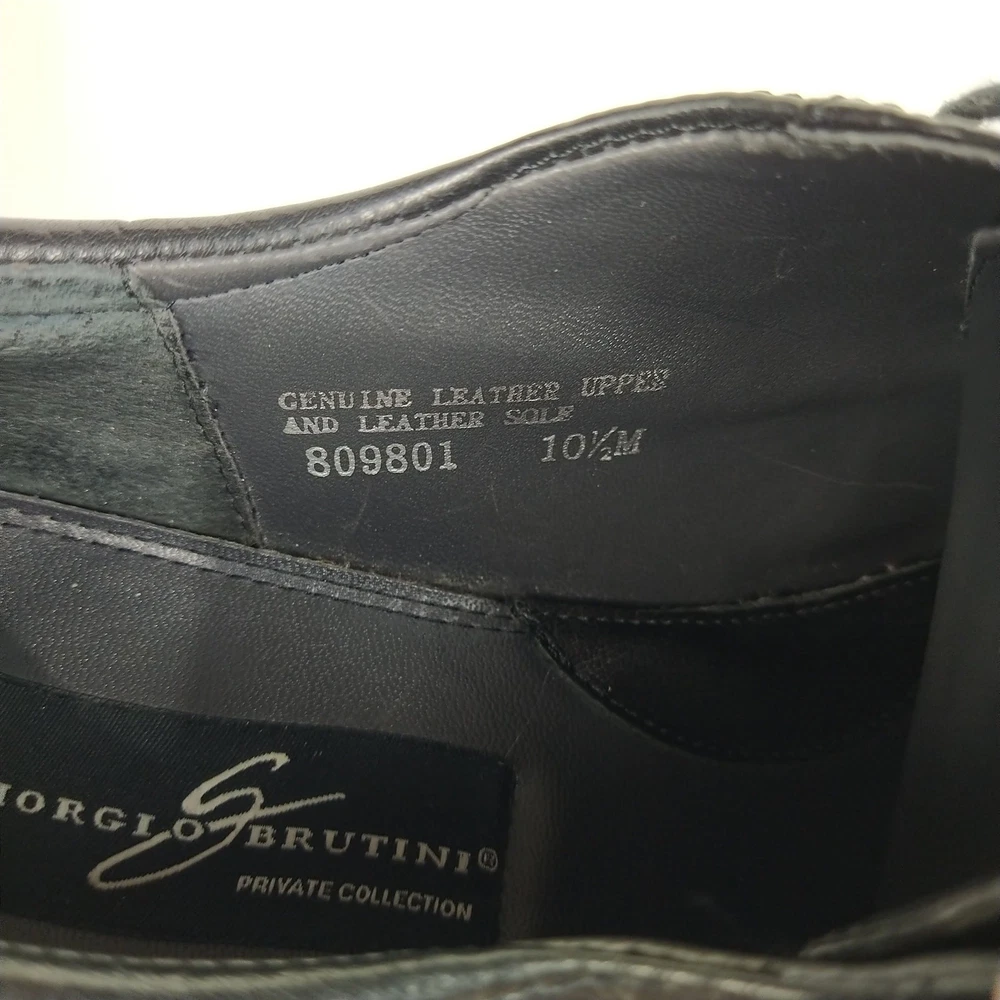 GENUINE LEATHER UPPER
AND LEATHER SOLE
809801 10½M
IORGIO BRUTINI®
PRIVATE COLLECTION